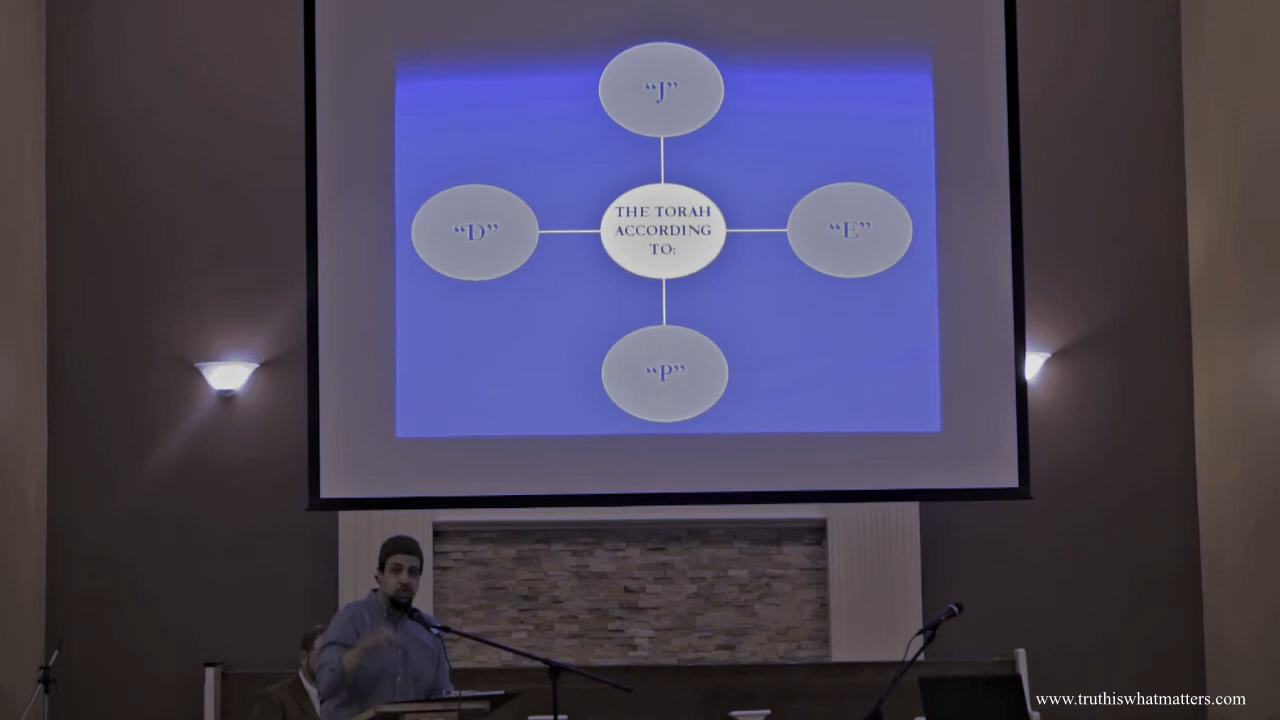 “J”
“D”
THE TORAH
ACCORDING
TO:
“E”
“P”
www.truthiswhatmatters.com